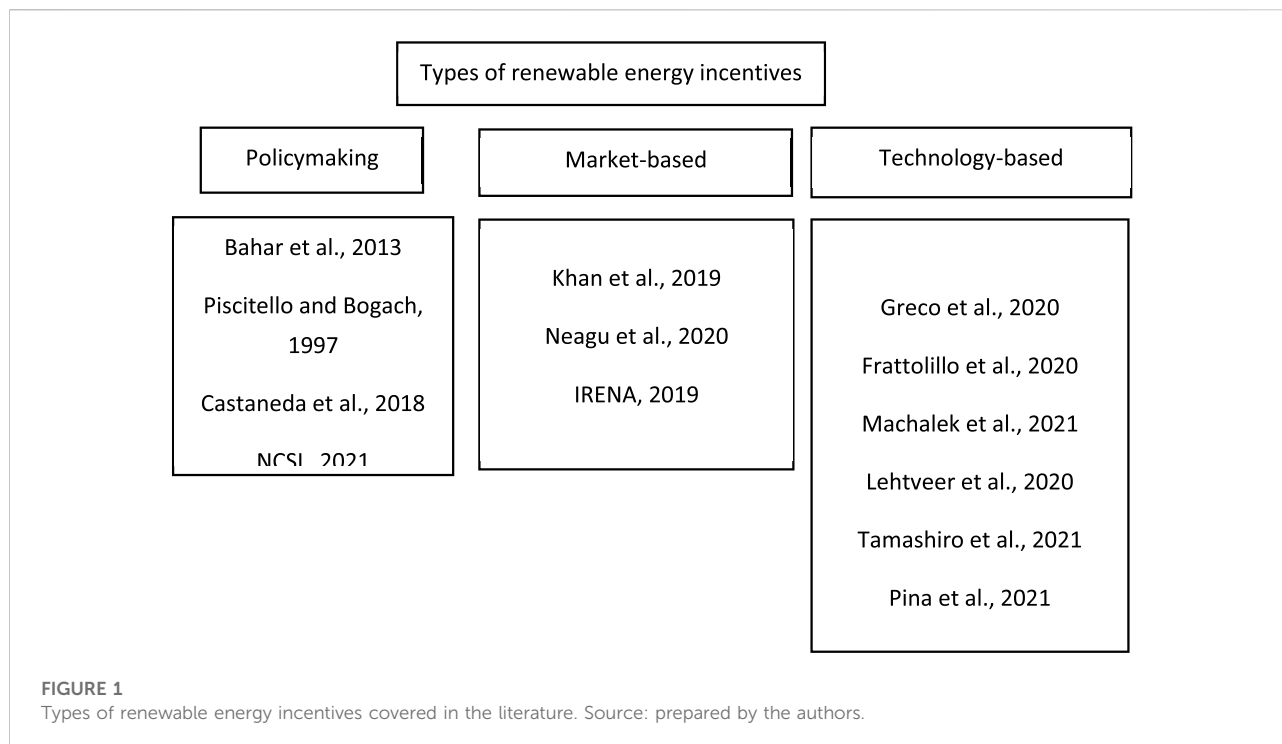 Types of renewable energy incentives
Policymaking
Bahar et al., 2013
Piscitello and Bogach,
1997
Castaneda et al., 2018
NCSL, 2021
Market-based
Khan et al., 2019
Neagu et al., 2020
IRENA, 2019
Technology-based
Greco et al., 2020
Frattolillo et al., 2020
Machalek et al., 2021
Lehtveer et al., 2020
Tamashiro et al., 2021
Pina et al., 2021
FIGURE 1
Types of renewable energy incentives covered in the literature. Source: prepared by the authors.